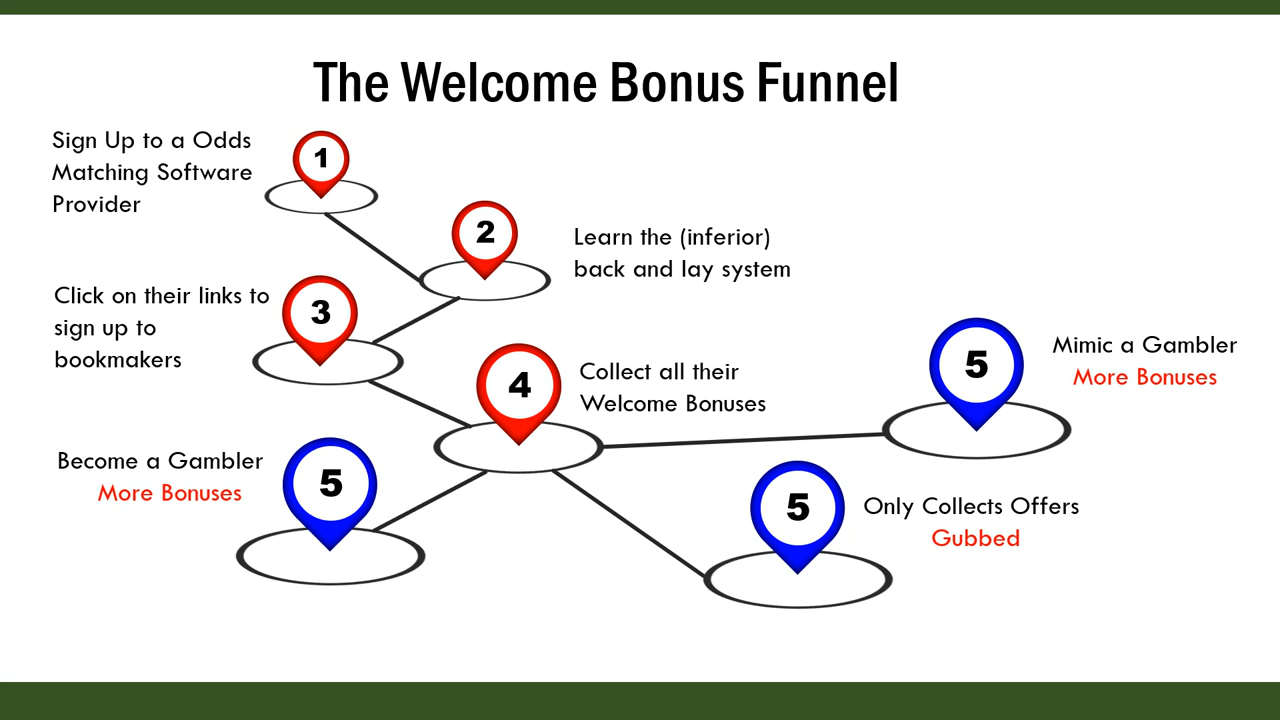 The Welcome Bonus Funnel
Sign Up to a Odds
Matching Software
Provider
1
2
Learn the (inferior)
back and lay system
Click on their links to
sign up to
bookmakers
3
4
Collect all their
Welcome Bonuses
5
Mimic a Gambler
More Bonuses
Become a Gambler
More Bonuses
5
5
Only Collects Offers
Gubbed